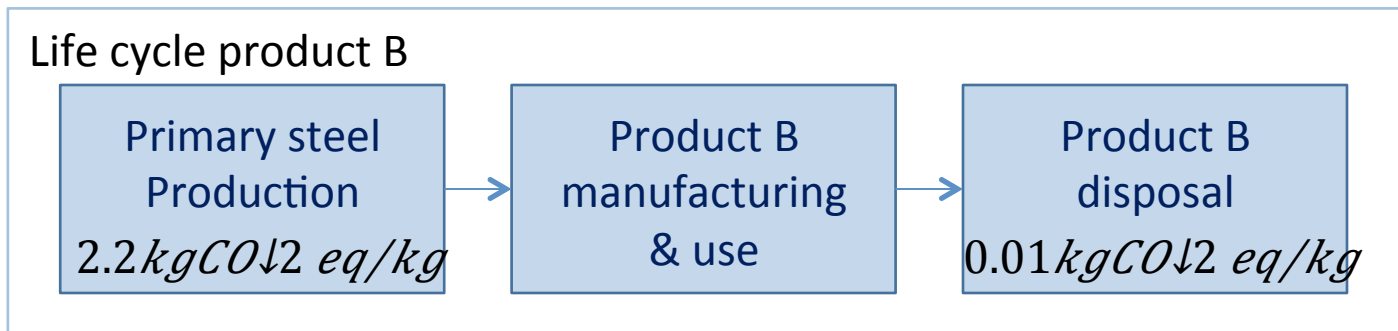 Life cycle product B
Primary steel
Production
2.2kgCO↓2 eq/kg
Product B
manufacturing
& use
Product B
disposal
0.01kgCO↓2 eq/kg